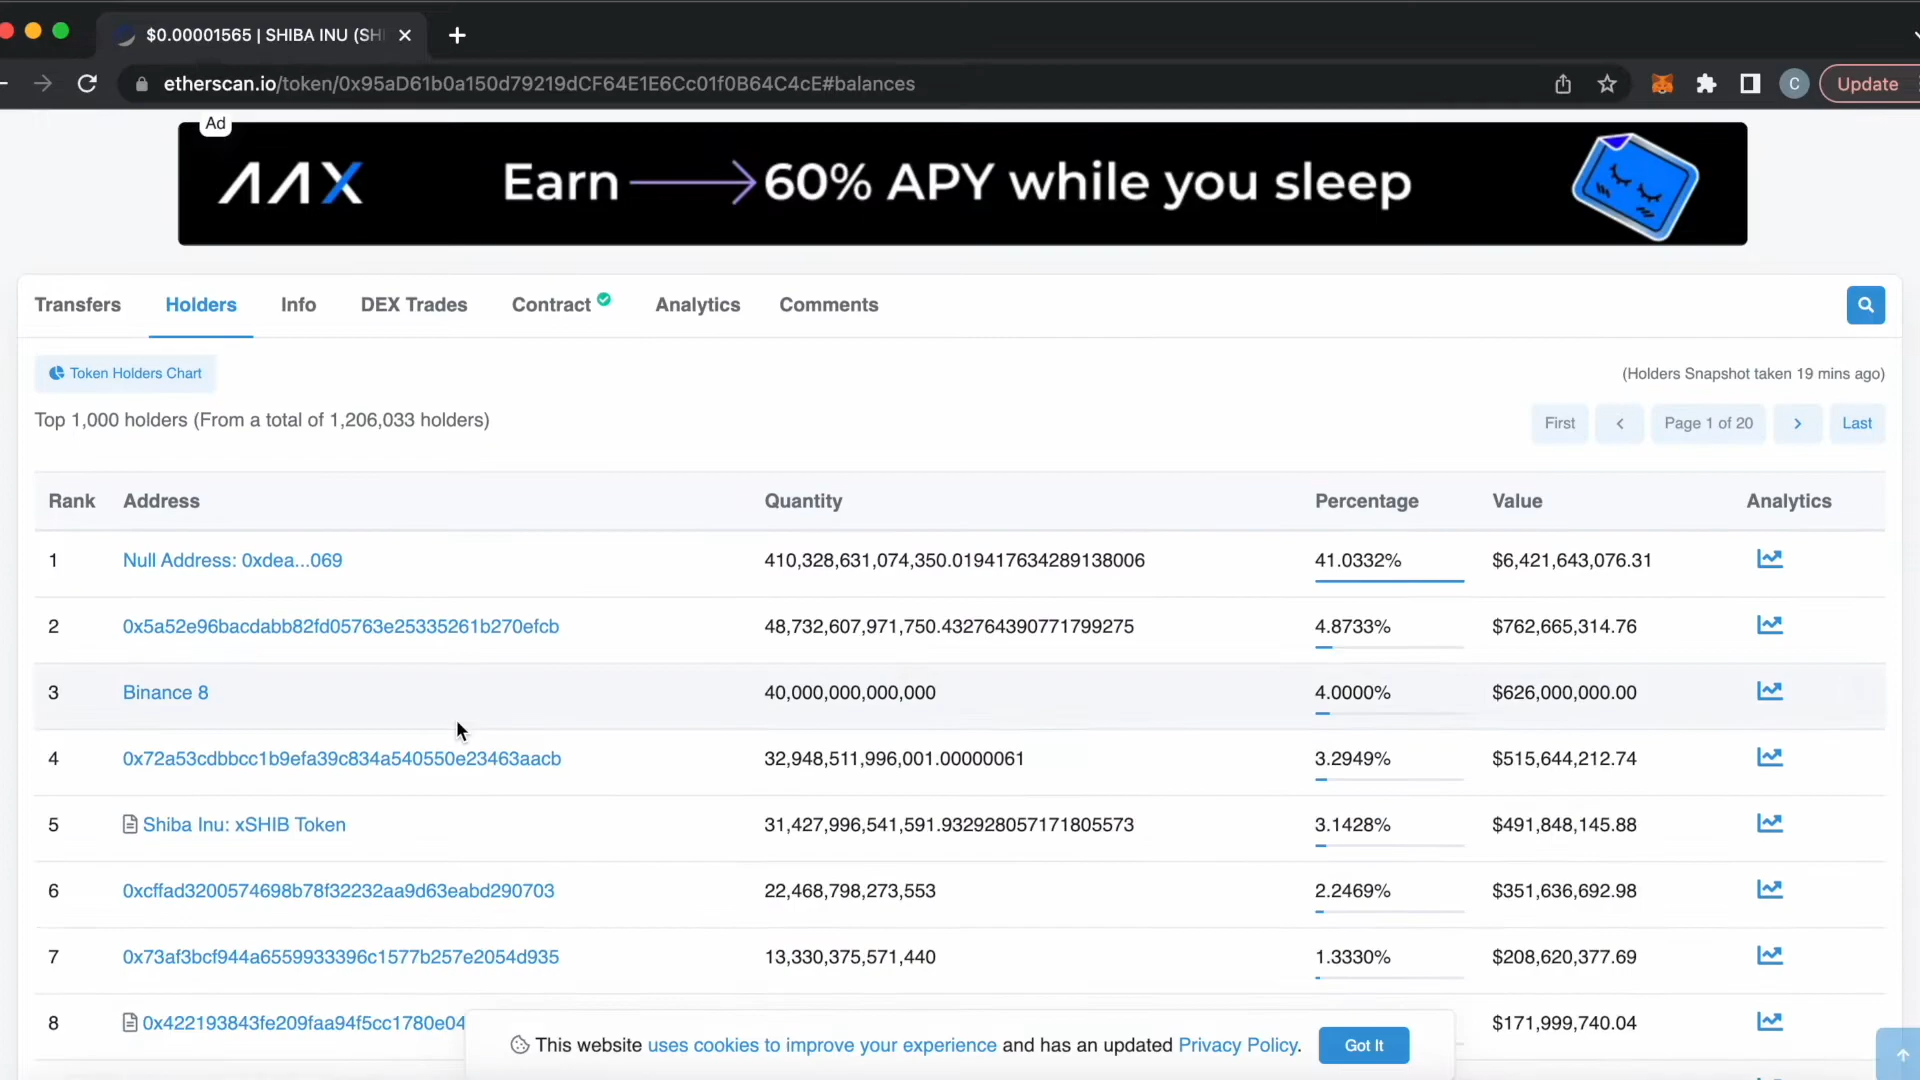 $0.00001565 | SHIBA INU (SHI
etherscan.io/token/0x95aD61b0a150d79219dCF64E1E6Cc01f0B64C4cE#balances
C
Update
Ad
AAX
Earn 60% APY while you sleep
Transfers Holders Info DEX Trades Contract Analytics Comments
Token Holders Chart
(Holders Snapshot taken 19 mins ago)
Top 1,000 holders (From a total of 1,206,033 holders)
First < Page 1 of 20 > Last
Rank Address Quantity Percentage Value Analytics
1 Null Address: 0xdea...069 410,328,631,074,350.019417634289138006 41.0332% $6,421,643,076.31
2 0x5a52e96bacdabb82fd05763e25335261b270efcb 48,732,607,971,750.432764390771799275 4.8733% $762,665,314.76
3 Binance 8 40,000,000,000,000 4.0000% $626,000,000.00
4 0x72a53cdbbcc1b9efa39c834a540550e23463aacb 32,948,511,996,001.00000061 3.2949% $515,644,212.74
5 Shiba Inu: xSHIB Token 31,427,996,541,591.932928057171805573 3.1428% $491,848,145.88
6 0xcffad3200574698b78f32232aa9d63eabd290703 22,468,798,273,553 2.2469% $351,636,692.98
7 0x73af3bcf944a6559933396c1577b257e2054d935 13,330,375,571,440 1.3330% $208,620,377.69
8 0x422193843fe209faa94f5cc1780e04 $171,999,740.04
This website uses cookies to improve your experience and has an updated Privacy Policy. Got It